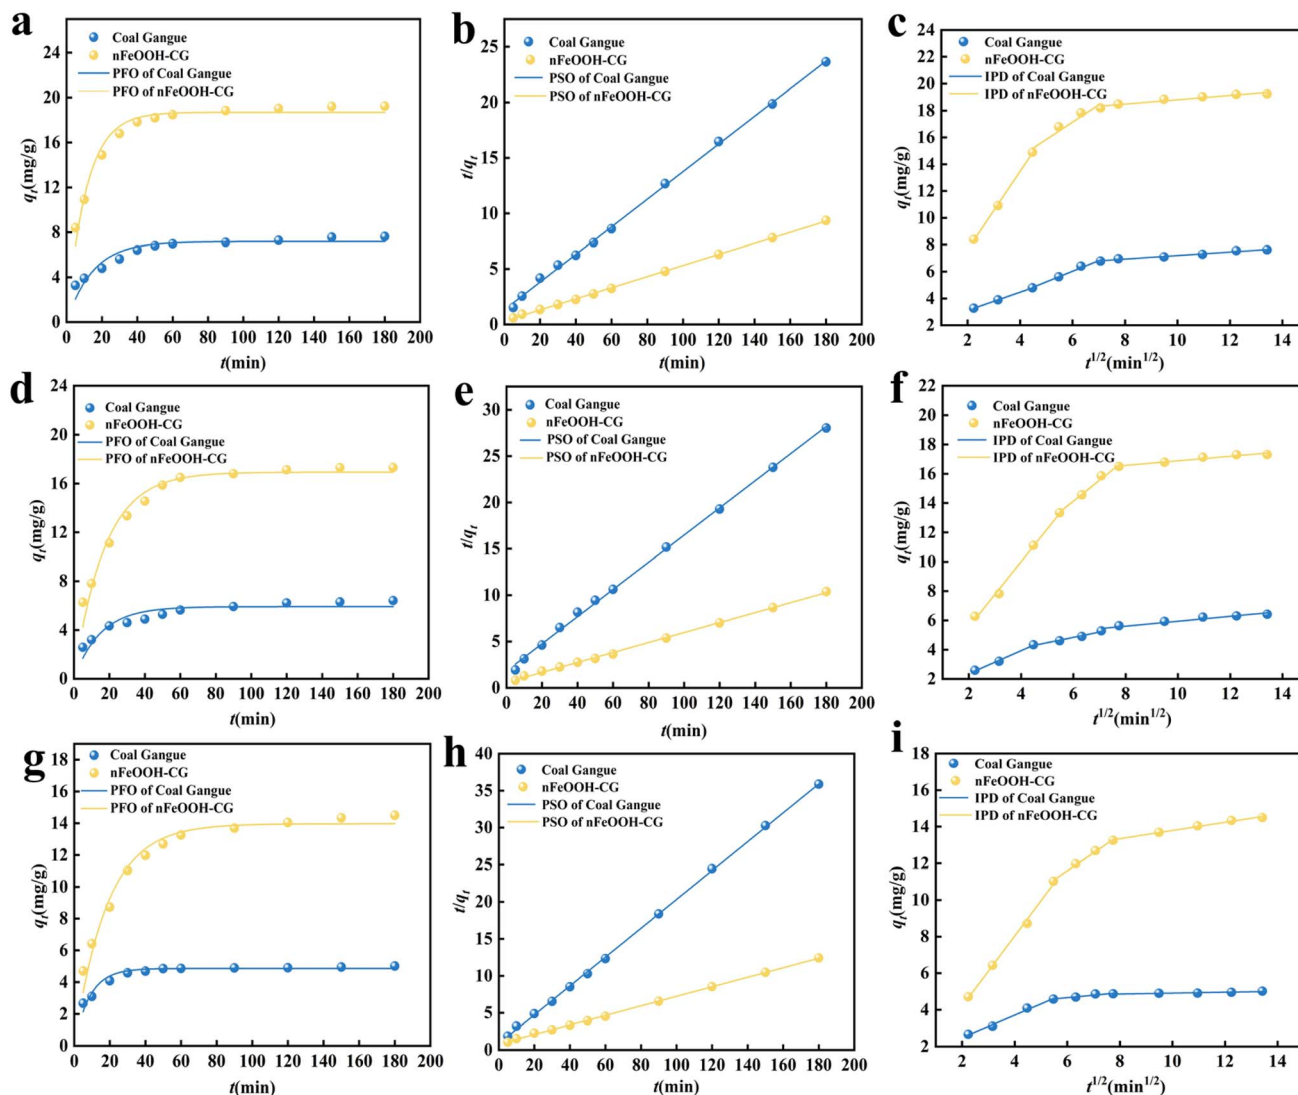 a
24
20
16
12
8
4
0
Coal Gangue
nFeOOH-CG
PFO of Coal Gangue
PFO of nFeOOH-CG
qt(mg/g)
0 20 40 60 80 100 120 140 160 180 200
t(min)
b
25
20
15
10
5
0
Coal Gangue
nFeOOH-CG
PSO of Coal Gangue
PSO of nFeOOH-CG
t/qt
0 20 40 60 80 100 120 140 160 180 200
t(min)
c
24
22
20
18
16
14
12
10
8
6
4
2
Coal Gangue
nFeOOH-CG
IPD of Coal Gangue
IPD of nFeOOH-CG
qt(mg/g)
2 4 6 8 10 12 14
t1/2(min1/2)
d
24
20
16
12
8
4
0
Coal Gangue
nFeOOH-CG
PFO of Coal Gangue
PFO of nFeOOH-CG
qt(mg/g)
0 20 40 60 80 100 120 140 160 180 200
t(min)
e
30
25
20
15
10
5
0
Coal Gangue
nFeOOH-CG
PSO of Coal Gangue
PSO of nFeOOH-CG
t/qt
0 20 40 60 80 100 120 140 160 180 200
t(min)
f
22
20
18
16
14
12
10
8
6
4
2
Coal Gangue
nFeOOH-CG
IPD of Coal Gangue
IPD of nFeOOH-CG
qt(mg/g)
2 4 6 8 10 12 14
t1/2(min1/2)
g
18
16
14
12
10
8
6
4
2
0
Coal Gangue
nFeOOH-CG
PFO of Coal Gangue
PFO of nFeOOH-CG
qt(mg/g)
0 20 40 60 80 100 120 140 160 180 200
t(min)
h
40
35
30
25
20
15
10
5
0
Coal Gangue
nFeOOH-CG
PSO of Coal Gangue
PSO of nFeOOH-CG
t/qt
0 20 40 60 80 100 120 140 160 180 200
t(min)
i
18
16
14
12
10
8
6
4
2
Coal Gangue
nFeOOH-CG
IPD of Coal Gangue
IPD of nFeOOH-CG
qt(mg/g)
2 4 6 8 10 12 14
t1/2(min1/2)